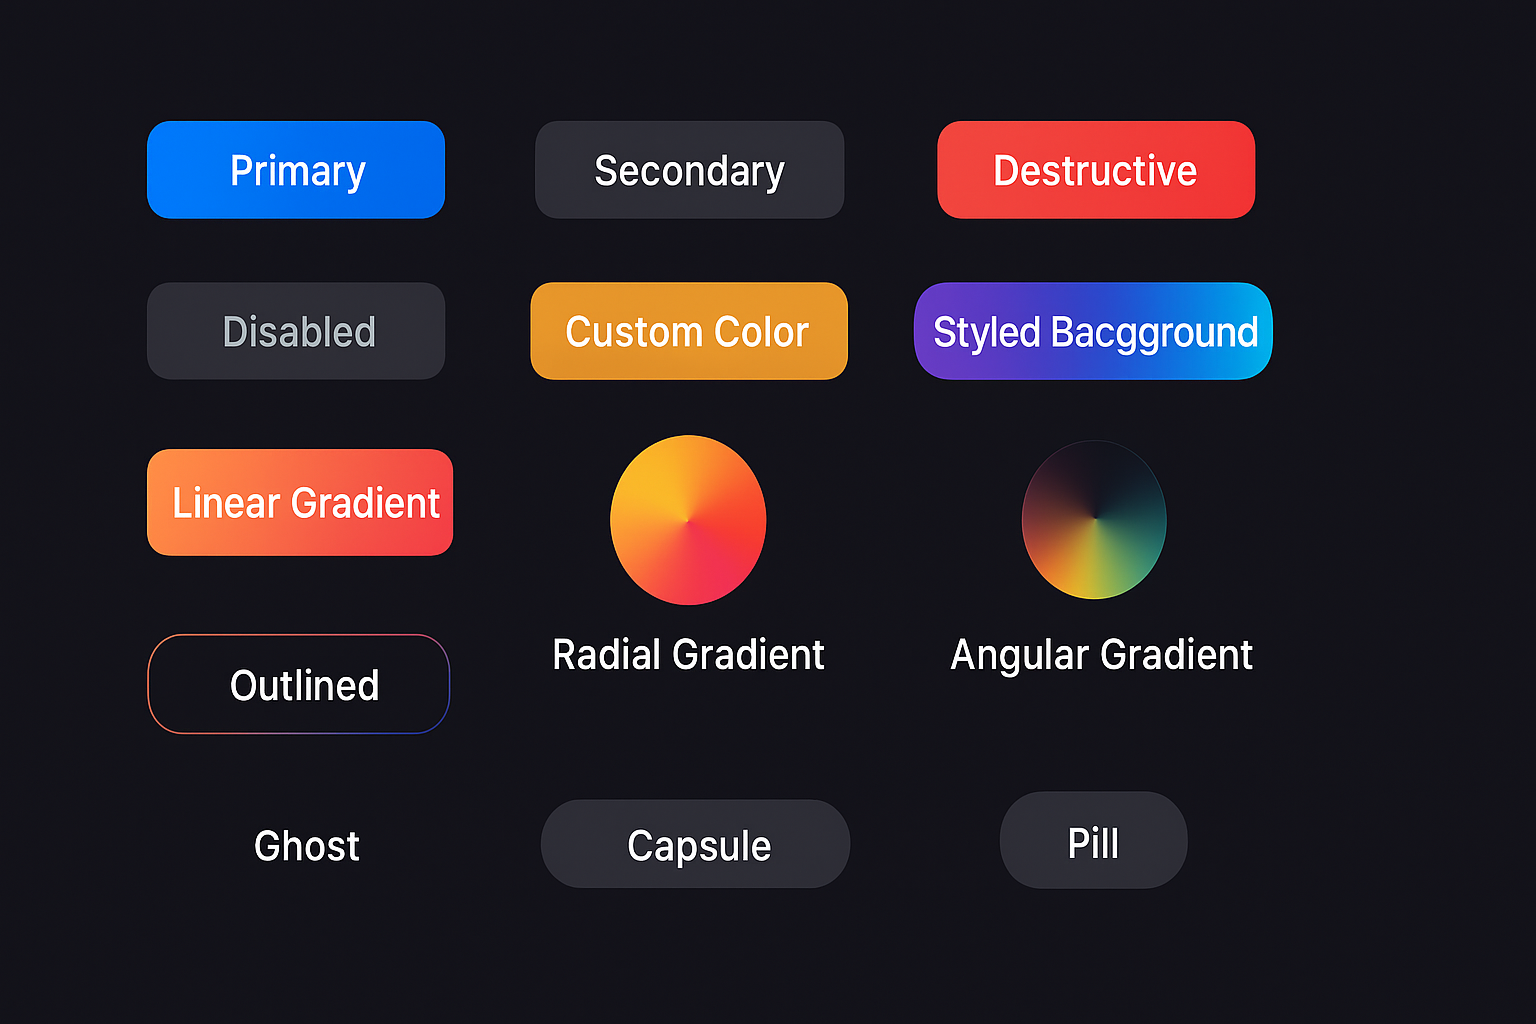 Primary
Secondary
Destructive
Disabled
Custom Color
Styled Bacgground
Linear Gradient
Radial Gradient
Angular Gradient
Outlined
Ghost
Capsule
Pill